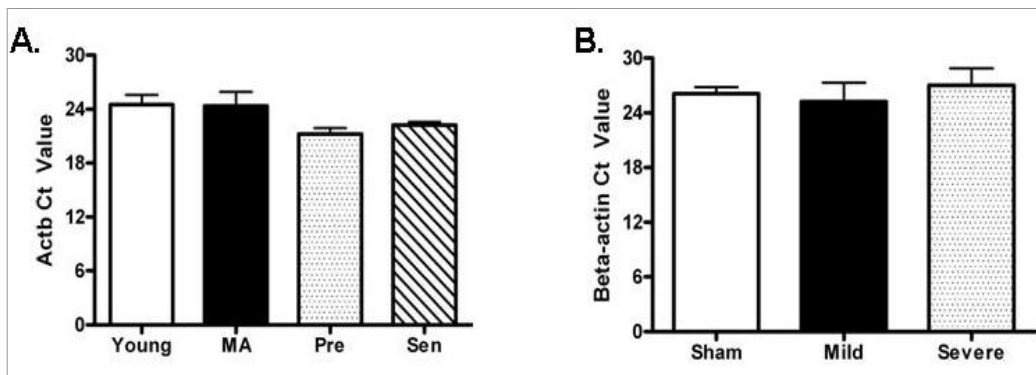 A.
Actb Ct Value
30
24
18
12
6
0
Young MA Pre Sen
B.
Beta-actin Ct Value
30
24
18
12
6
0
Sham Mild Severe